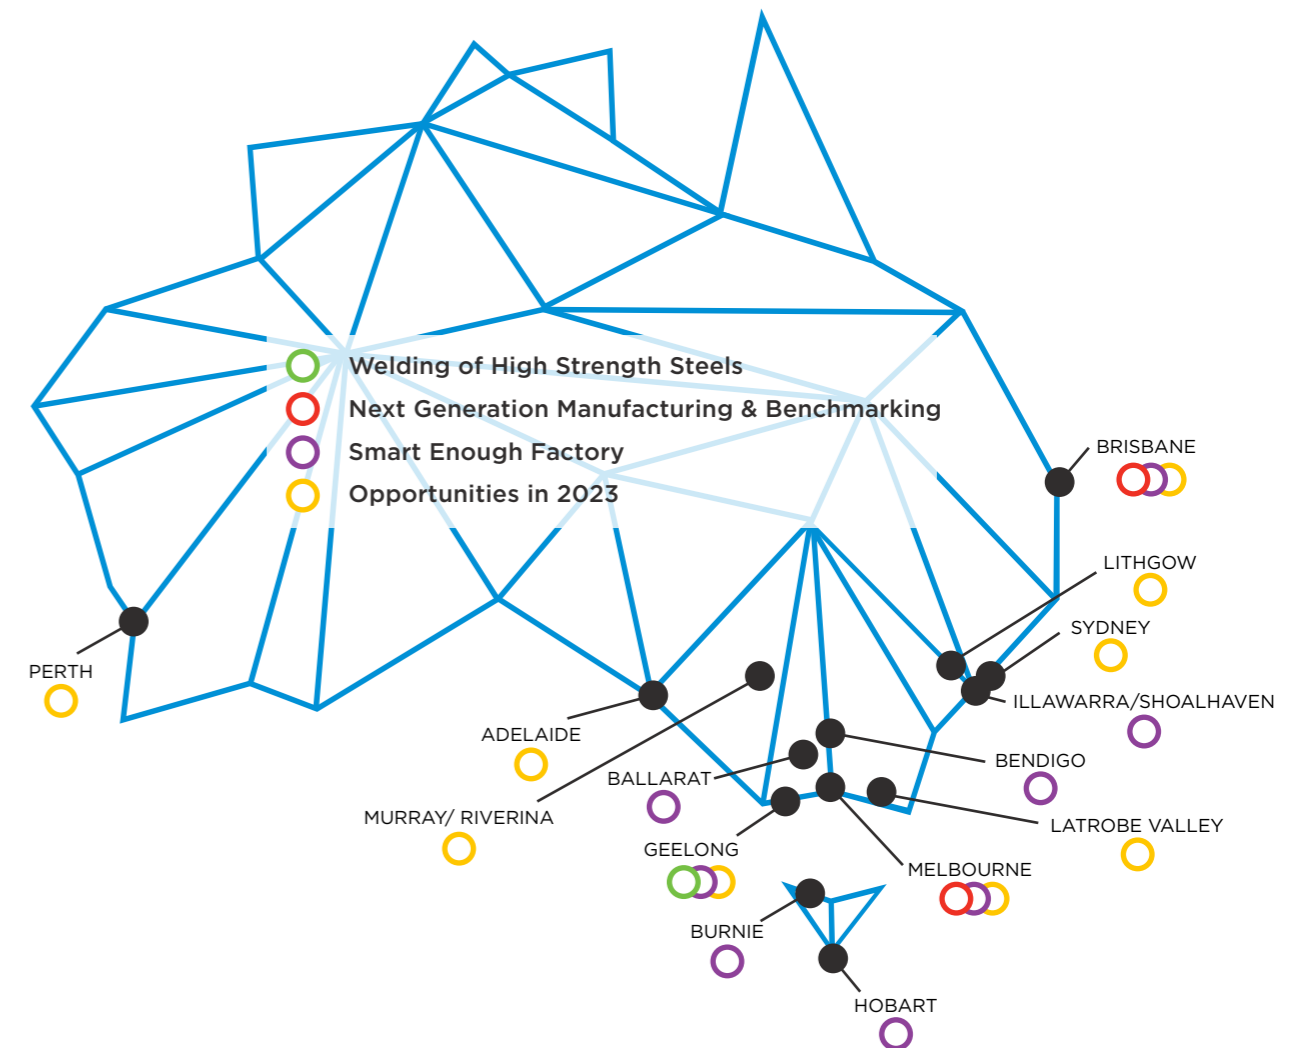 Welding of High Strength Steels
Next Generation Manufacturing & Benchmarking
Smart Enough Factory
Opportunities in 2023
BRISBANE
LITHGOW
SYDNEY
PERTH
ILLAWARRA/SHOALHAVEN
ADELAIDE
BENDIGO
BALLARAT
MURRAY/ RIVERINA
LATROBE VALLEY
GEELONG
MELBOURNE
BURNIE
HOBART